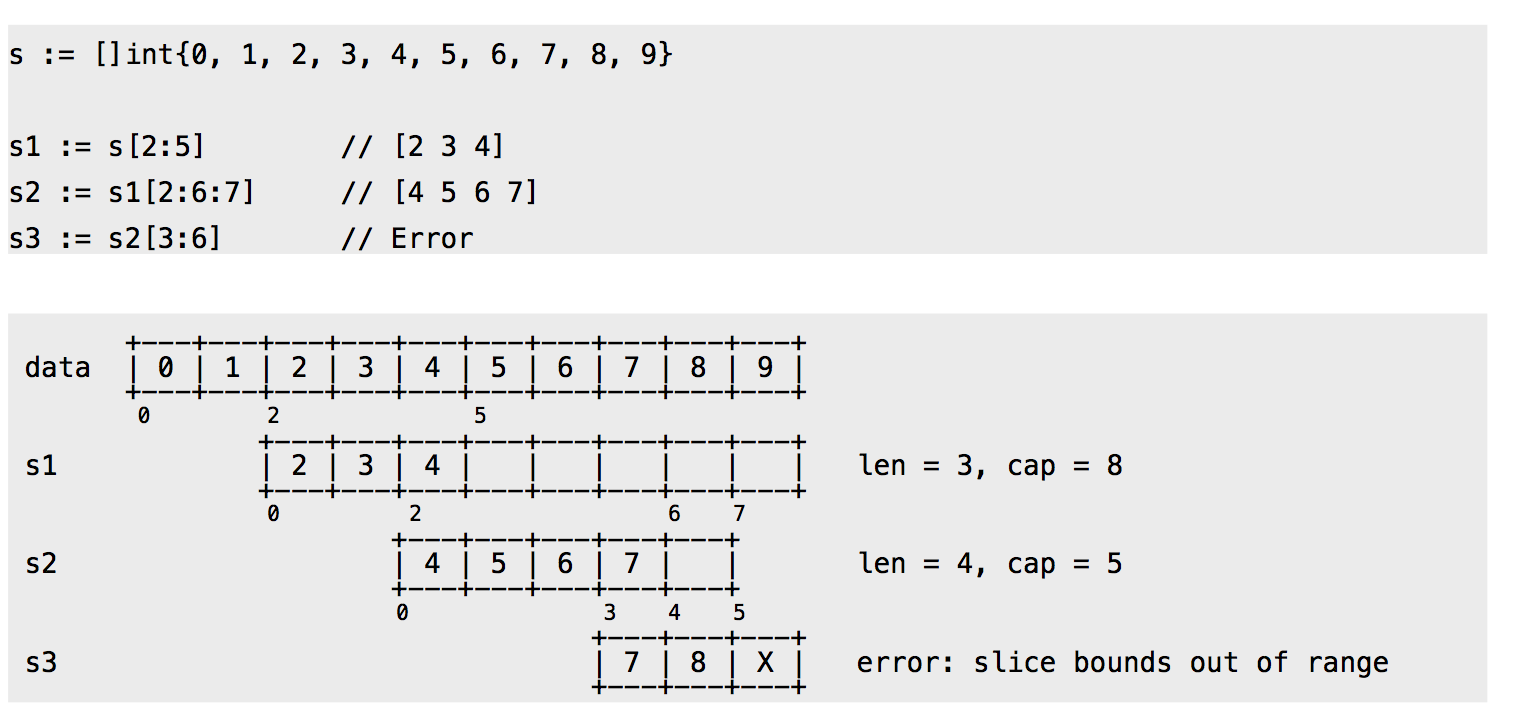 s := []int{0, 1, 2, 3, 4, 5, 6, 7, 8, 9}
s1 := s[2:5]        // [2 3 4]
s2 := s1[2:6:7]     // [4 5 6 7]
s3 := s2[3:6]       // Error
        +---+---+---+---+---+---+---+---+---+---+
 data   | 0 | 1 | 2 | 3 | 4 | 5 | 6 | 7 | 8 | 9 |
        +---+---+---+---+---+---+---+---+---+---+
        0       2           5
                +---+---+---+---+---+---+---+---+
 s1             | 2 | 3 | 4 |   |   |   |   |   |   len = 3, cap = 8
                +---+---+---+---+---+---+---+---+
                0       2               6   7
                        +---+---+---+---+---+
 s2                     | 4 | 5 | 6 | 7 |   |       len = 4, cap = 5
                        +---+---+---+---+---+
                        0           3   4   5
                                    +---+---+---+
 s3                                 | 7 | 8 | X |   error: slice bounds out of range
                                    +---+---+---+